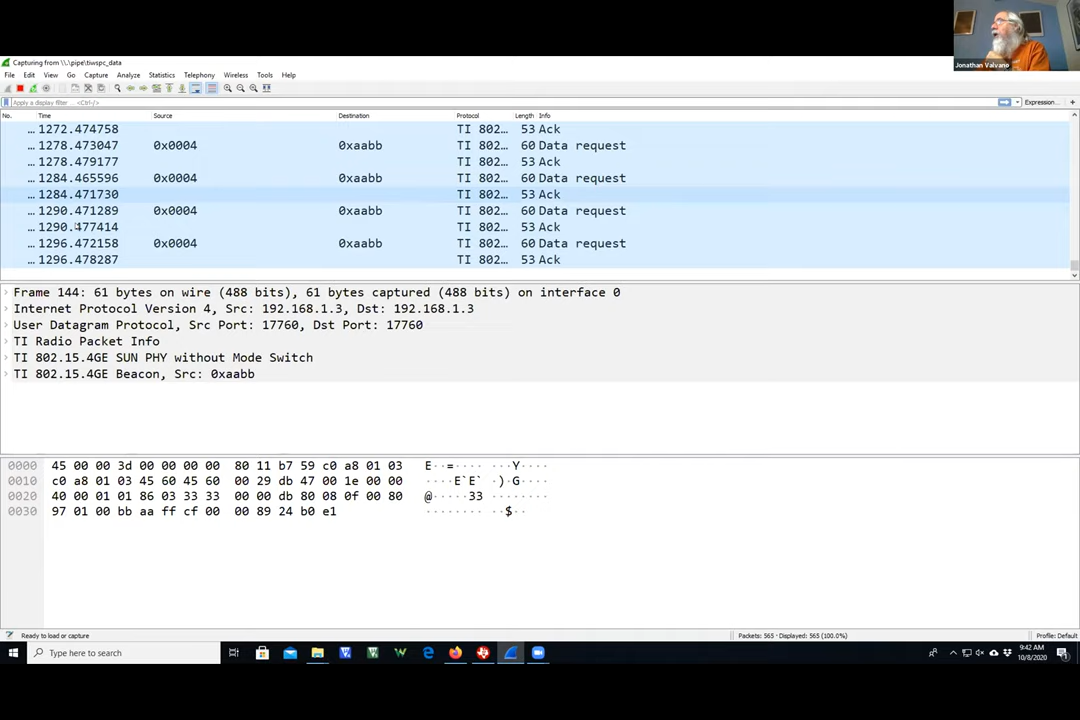 Jonathan Valvano
Capturing from \\.\pipe\tiwspc_data
File Edit View Go Capture Analyze Statistics Telephony Wireless Tools Help
Apply a display filter ... <Ctrl-/>
Expression... +
No. Time Source Destination Protocol Length Info
... 1272.474758 TI 802... 53 Ack
... 1278.473047 0x0004 0xaabb TI 802... 60 Data request
... 1278.479177 TI 802... 53 Ack
... 1284.465596 0x0004 0xaabb TI 802... 60 Data request
... 1284.471730 TI 802... 53 Ack
... 1290.471289 0x0004 0xaabb TI 802... 60 Data request
... 1290.477414 TI 802... 53 Ack
... 1296.472158 0x0004 0xaabb TI 802... 60 Data request
... 1296.478287 TI 802... 53 Ack
Frame 144: 61 bytes on wire (488 bits), 61 bytes captured (488 bits) on interface 0
Internet Protocol Version 4, Src: 192.168.1.3, Dst: 192.168.1.3
User Datagram Protocol, Src Port: 17760, Dst Port: 17760
TI Radio Packet Info
TI 802.15.4GE SUN PHY without Mode Switch
TI 802.15.4GE Beacon, Src: 0xaabb
0000 45 00 00 3d 00 00 00 00 80 11 b7 59 c0 a8 01 03 E··=···· ···Y····
0010 c0 a8 01 03 45 60 45 60 00 29 db 47 00 1e 00 00 ····E`E` ·)·G····
0020 40 00 01 01 86 03 33 33 00 00 db 80 08 0f 00 80 @·····33 ········
0030 97 01 00 bb aa ff cf 00 00 89 24 b0 e1 ········ ··$··
Ready to load or capture
Packets: 565 · Displayed: 565 (100.0%)
Profile: Default
Type here to search
9:42 AM
10/8/2020